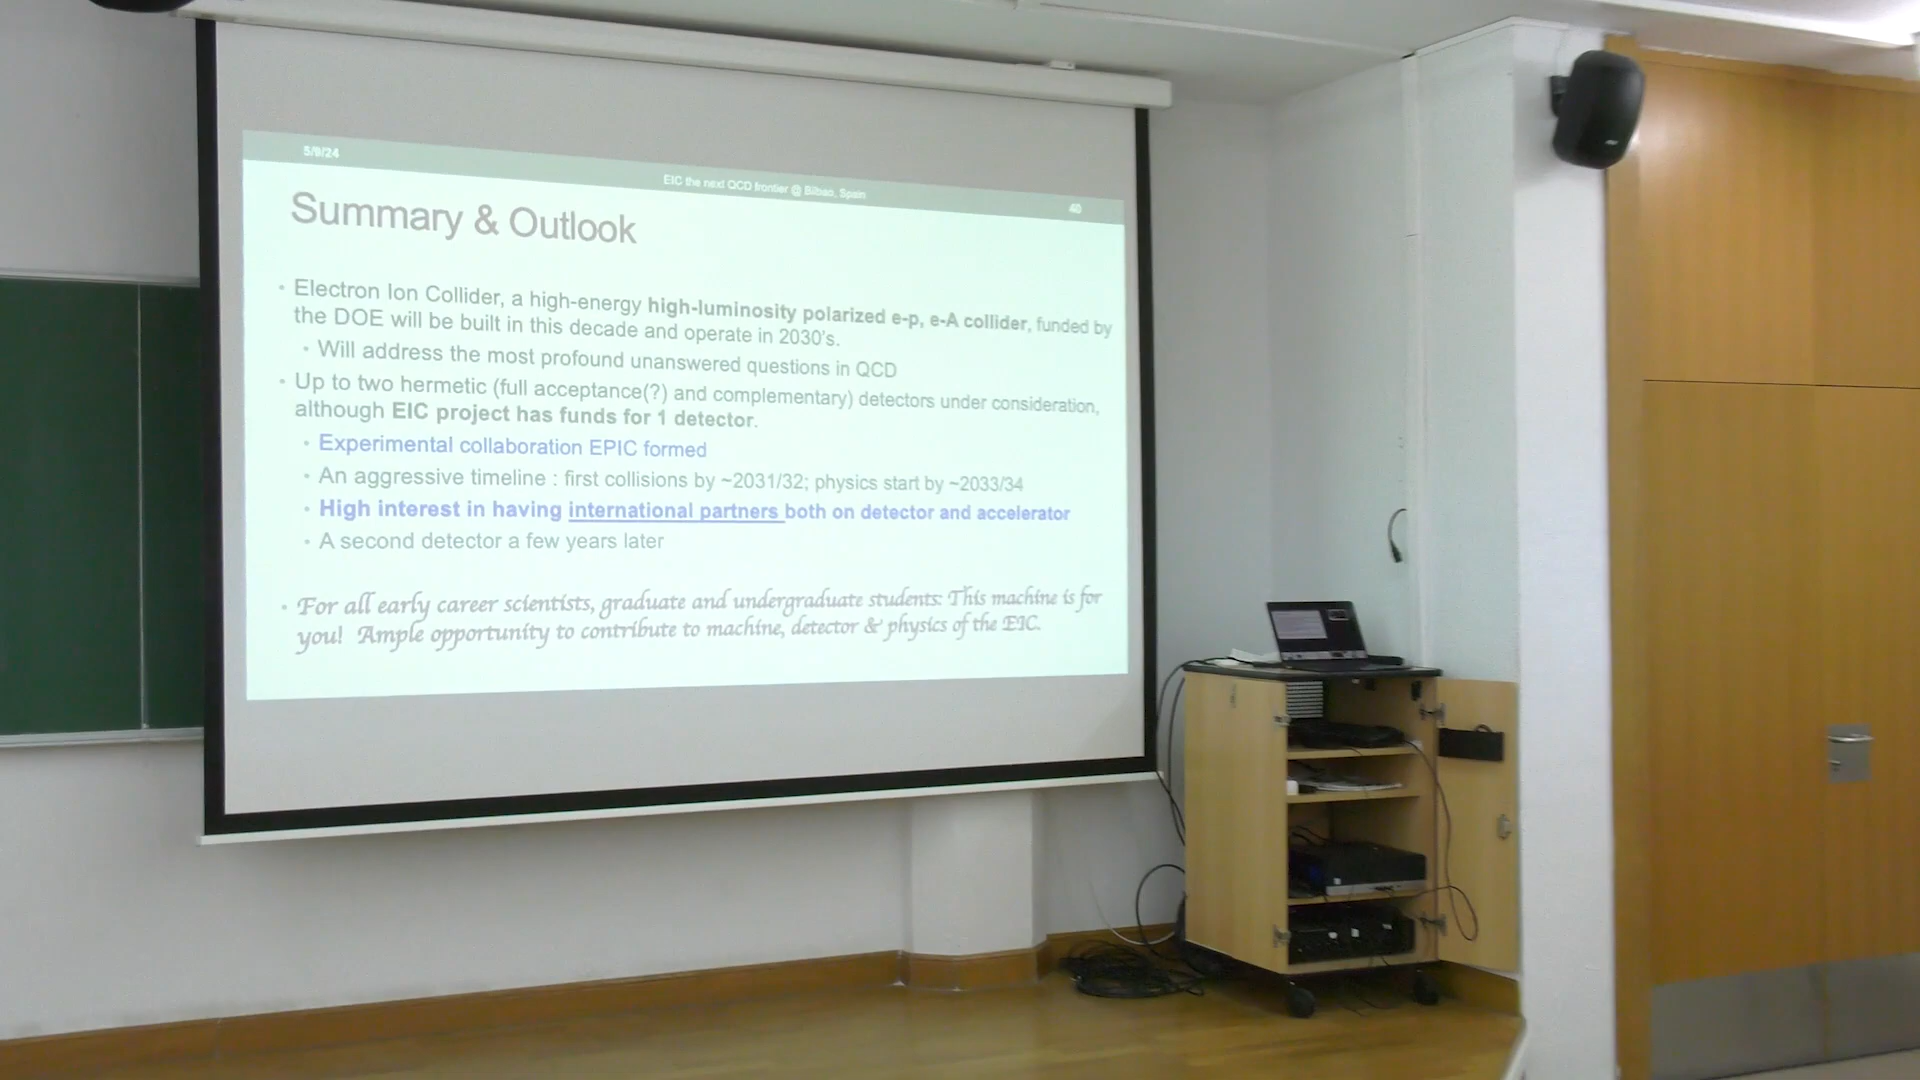 5/9/24
EIC the next QCD frontier @ Bilbao, Spain
40
Summary & Outlook
• Electron Ion Collider, a high-energy high-luminosity polarized e-p, e-A collider, funded by
the DOE will be built in this decade and operate in 2030's.
• Will address the most profound unanswered questions in QCD
• Up to two hermetic (full acceptance(?) and complementary) detectors under consideration,
although EIC project has funds for 1 detector.
• Experimental collaboration EPIC formed
• An aggressive timeline : first collisions by ~2031/32; physics start by ~2033/34
• High interest in having international partners both on detector and accelerator
• A second detector a few years later
• For all early career scientists, graduate and undergraduate students: This machine is for
you! Ample opportunity to contribute to machine, detector & physics of the EIC.